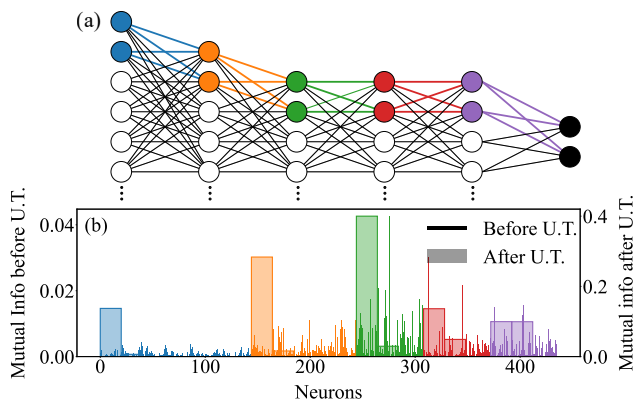 (a)
(b)
Before U.T.
After U.T.
Mutual Info before U.T.
0.04
0.02
0.00
Mutual info after U.T.
0.4
0.2
0.0
0
100
200
300
400
Neurons